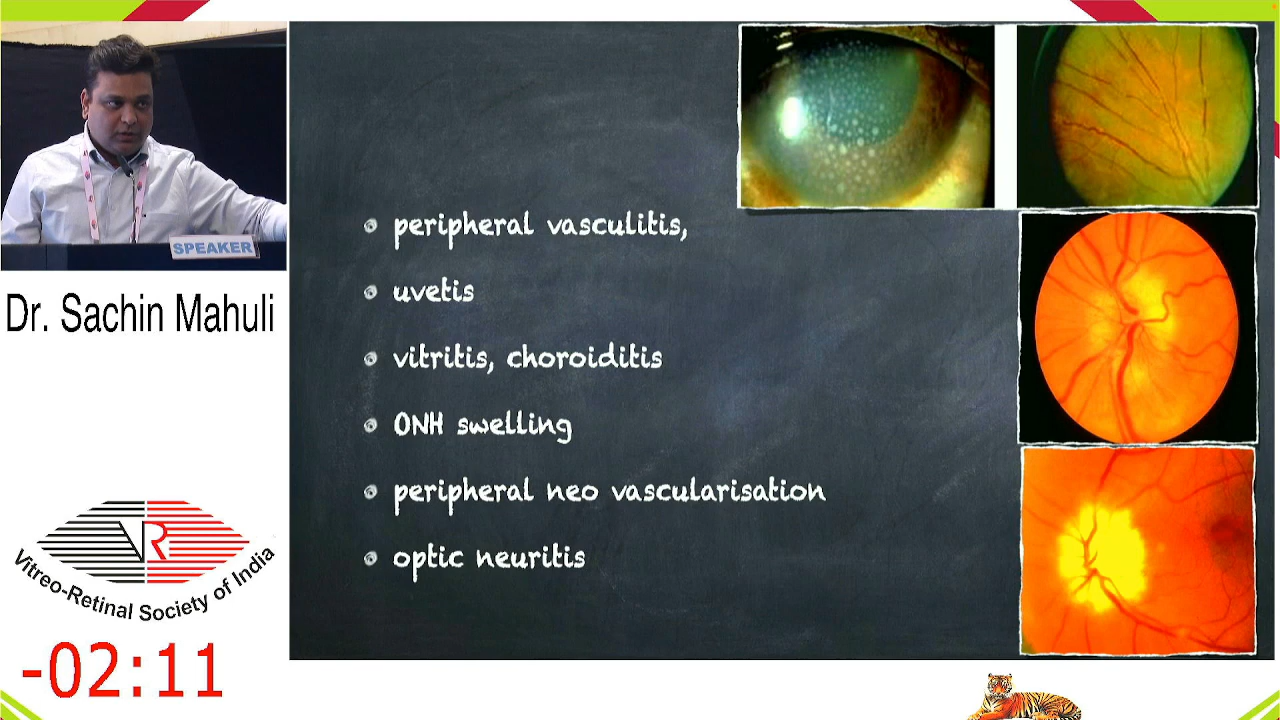 SPEAKER
Dr. Sachin Mahuli
VR
Vitreo-Retinal Society of India
-02:11
peripheral vasculitis,
uvetis
vitritis, choroiditis
ONH swelling
peripheral neo vascularisation
optic neuritis